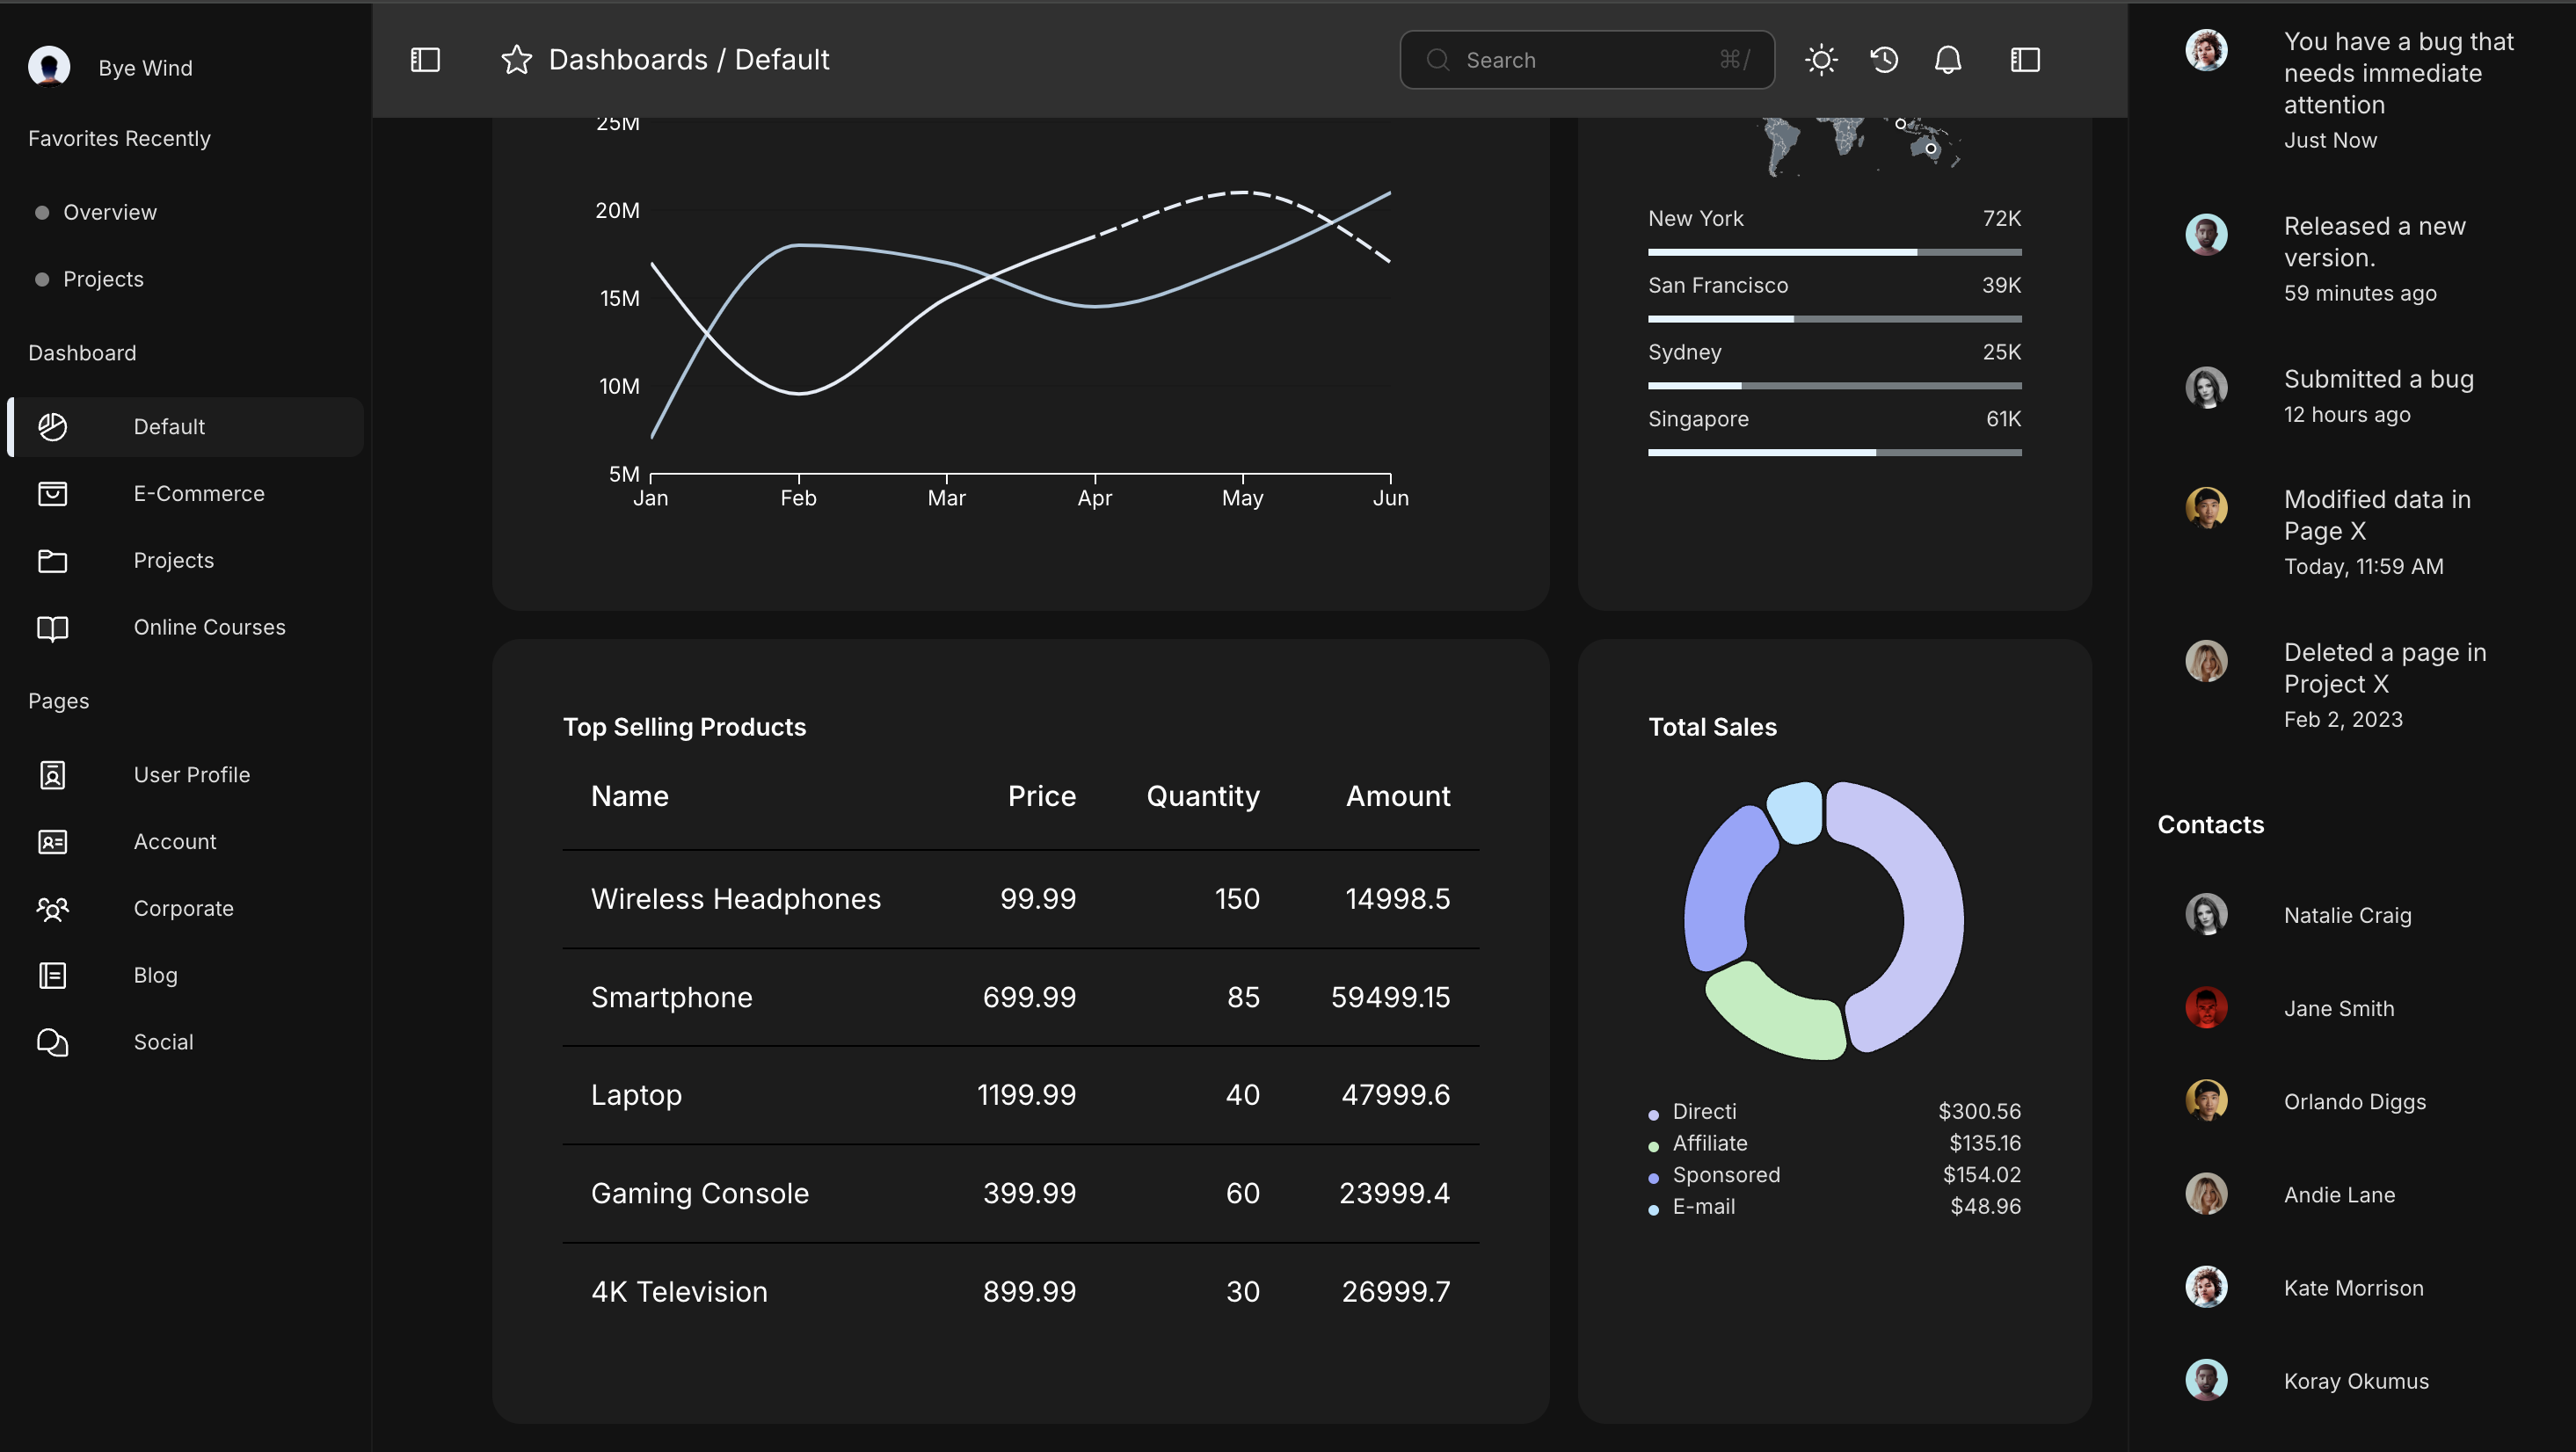 Bye Wind
Favorites Recently
Overview
Projects
Dashboard
Default
E-Commerce
Projects
Online Courses
Pages
User Profile
Account
Corporate
Blog
Social
Dashboards / Default
Search ⌘/
25M
20M
15M
10M
5M
Jan Feb Mar Apr May Jun
New York 72K
San Francisco 39K
Sydney 25K
Singapore 61K
Top Selling Products
Name Price Quantity Amount
Wireless Headphones 99.99 150 14998.5
Smartphone 699.99 85 59499.15
Laptop 1199.99 40 47999.6
Gaming Console 399.99 60 23999.4
4K Television 899.99 30 26999.7
Total Sales
Directi $300.56
Affiliate $135.16
Sponsored $154.02
E-mail $48.96
You have a bug that
needs immediate
attention
Just Now
Released a new
version.
59 minutes ago
Submitted a bug
12 hours ago
Modified data in
Page X
Today, 11:59 AM
Deleted a page in
Project X
Feb 2, 2023
Contacts
Natalie Craig
Jane Smith
Orlando Diggs
Andie Lane
Kate Morrison
Koray Okumus